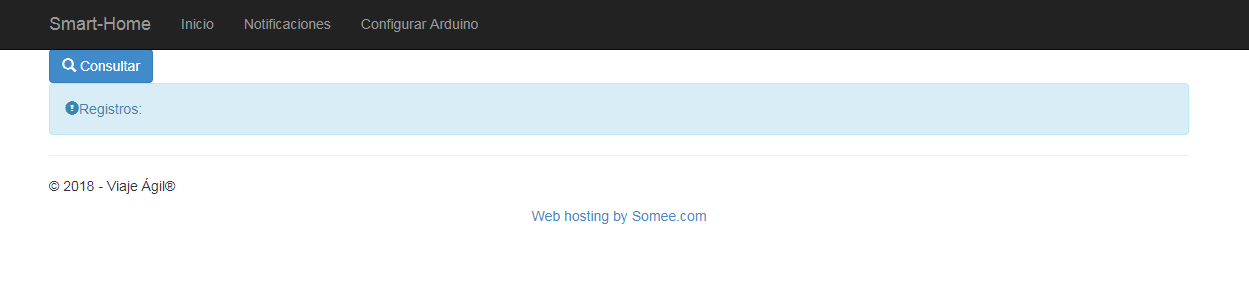 Smart-Home Inicio Notificaciones Configurar Arduino
Consultar
Registros:
© 2018 - Viaje Ágil®
Web hosting by Somee.com